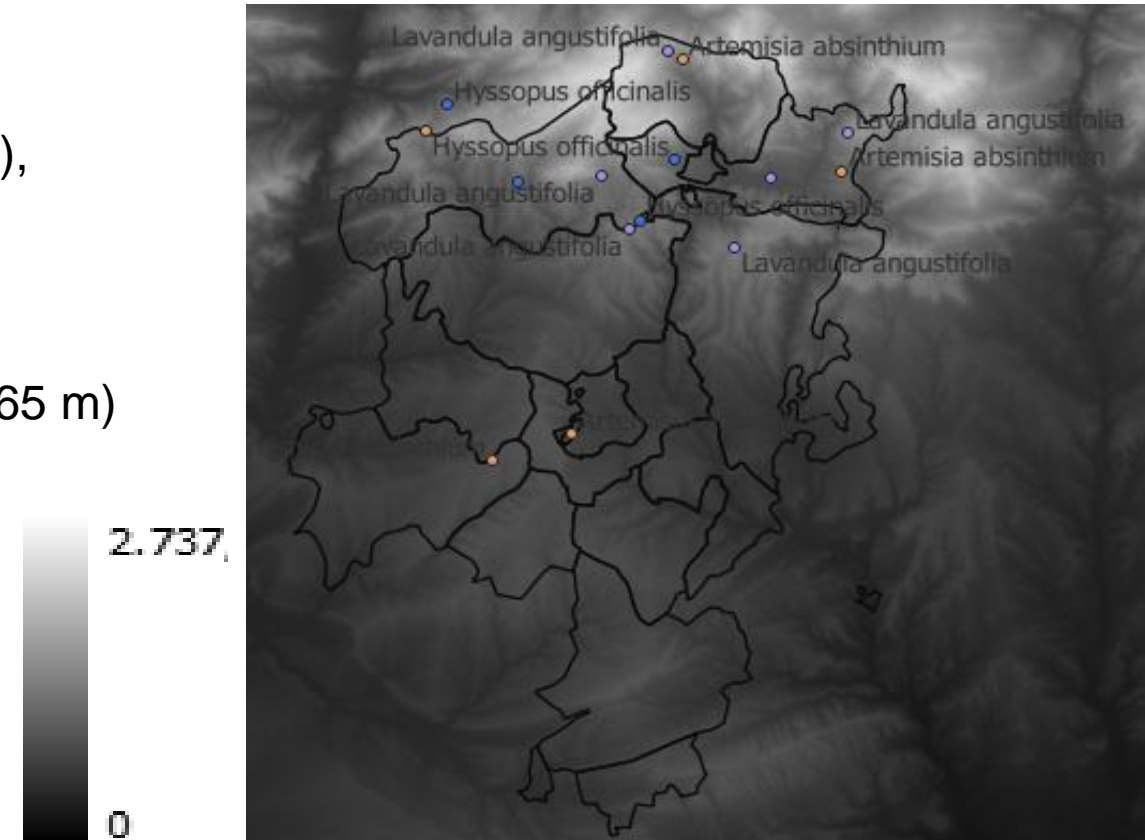 ),
65 m)
2.737,
0
Lavandula angustifolia
Artemisia absinthium
Hyssopus officinalis
Lavandula angustifolia
Hyssopus officinalis
Artemisia absinthium
Lavandula angustifolia
Hyssopus officinalis
Lavandula angustifolia
Lavandula angustifolia